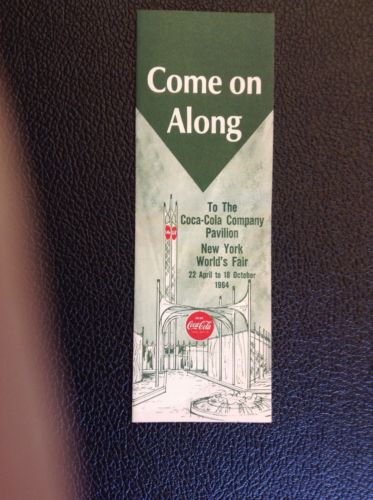 Come on
Along
To The
Coca-Cola Company
Pavilion
New York
World's Fair
22 April to 18 October
1964
Coca-Cola